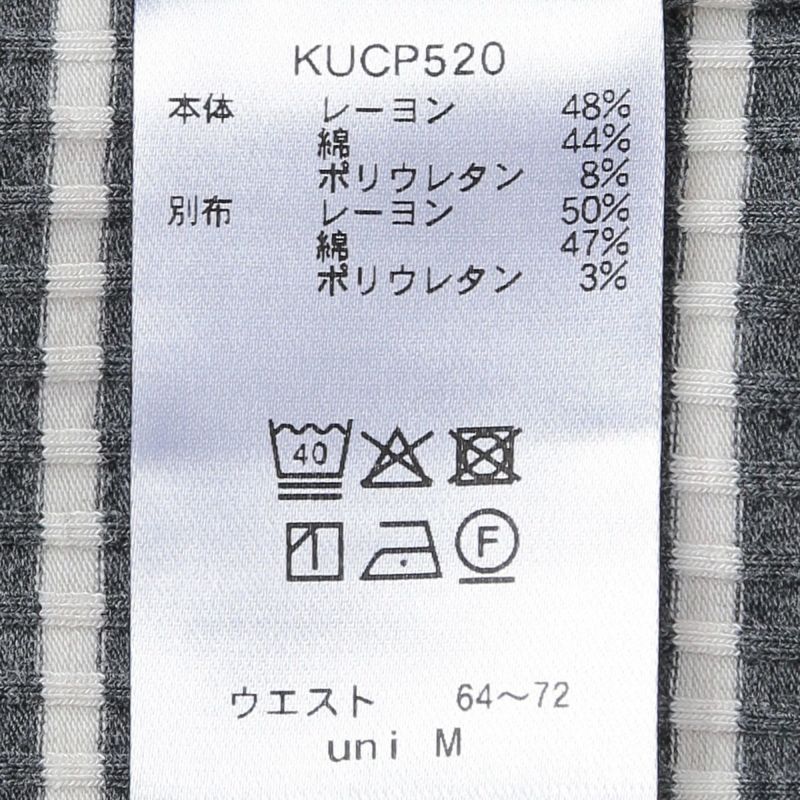 KUCP520
本体 レーヨン 48%
綿 44%
ポリウレタン 8%
別布 レーヨン 50%
綿 47%
ポリウレタン 3%
40
F
ウエスト 64〜72
uni M